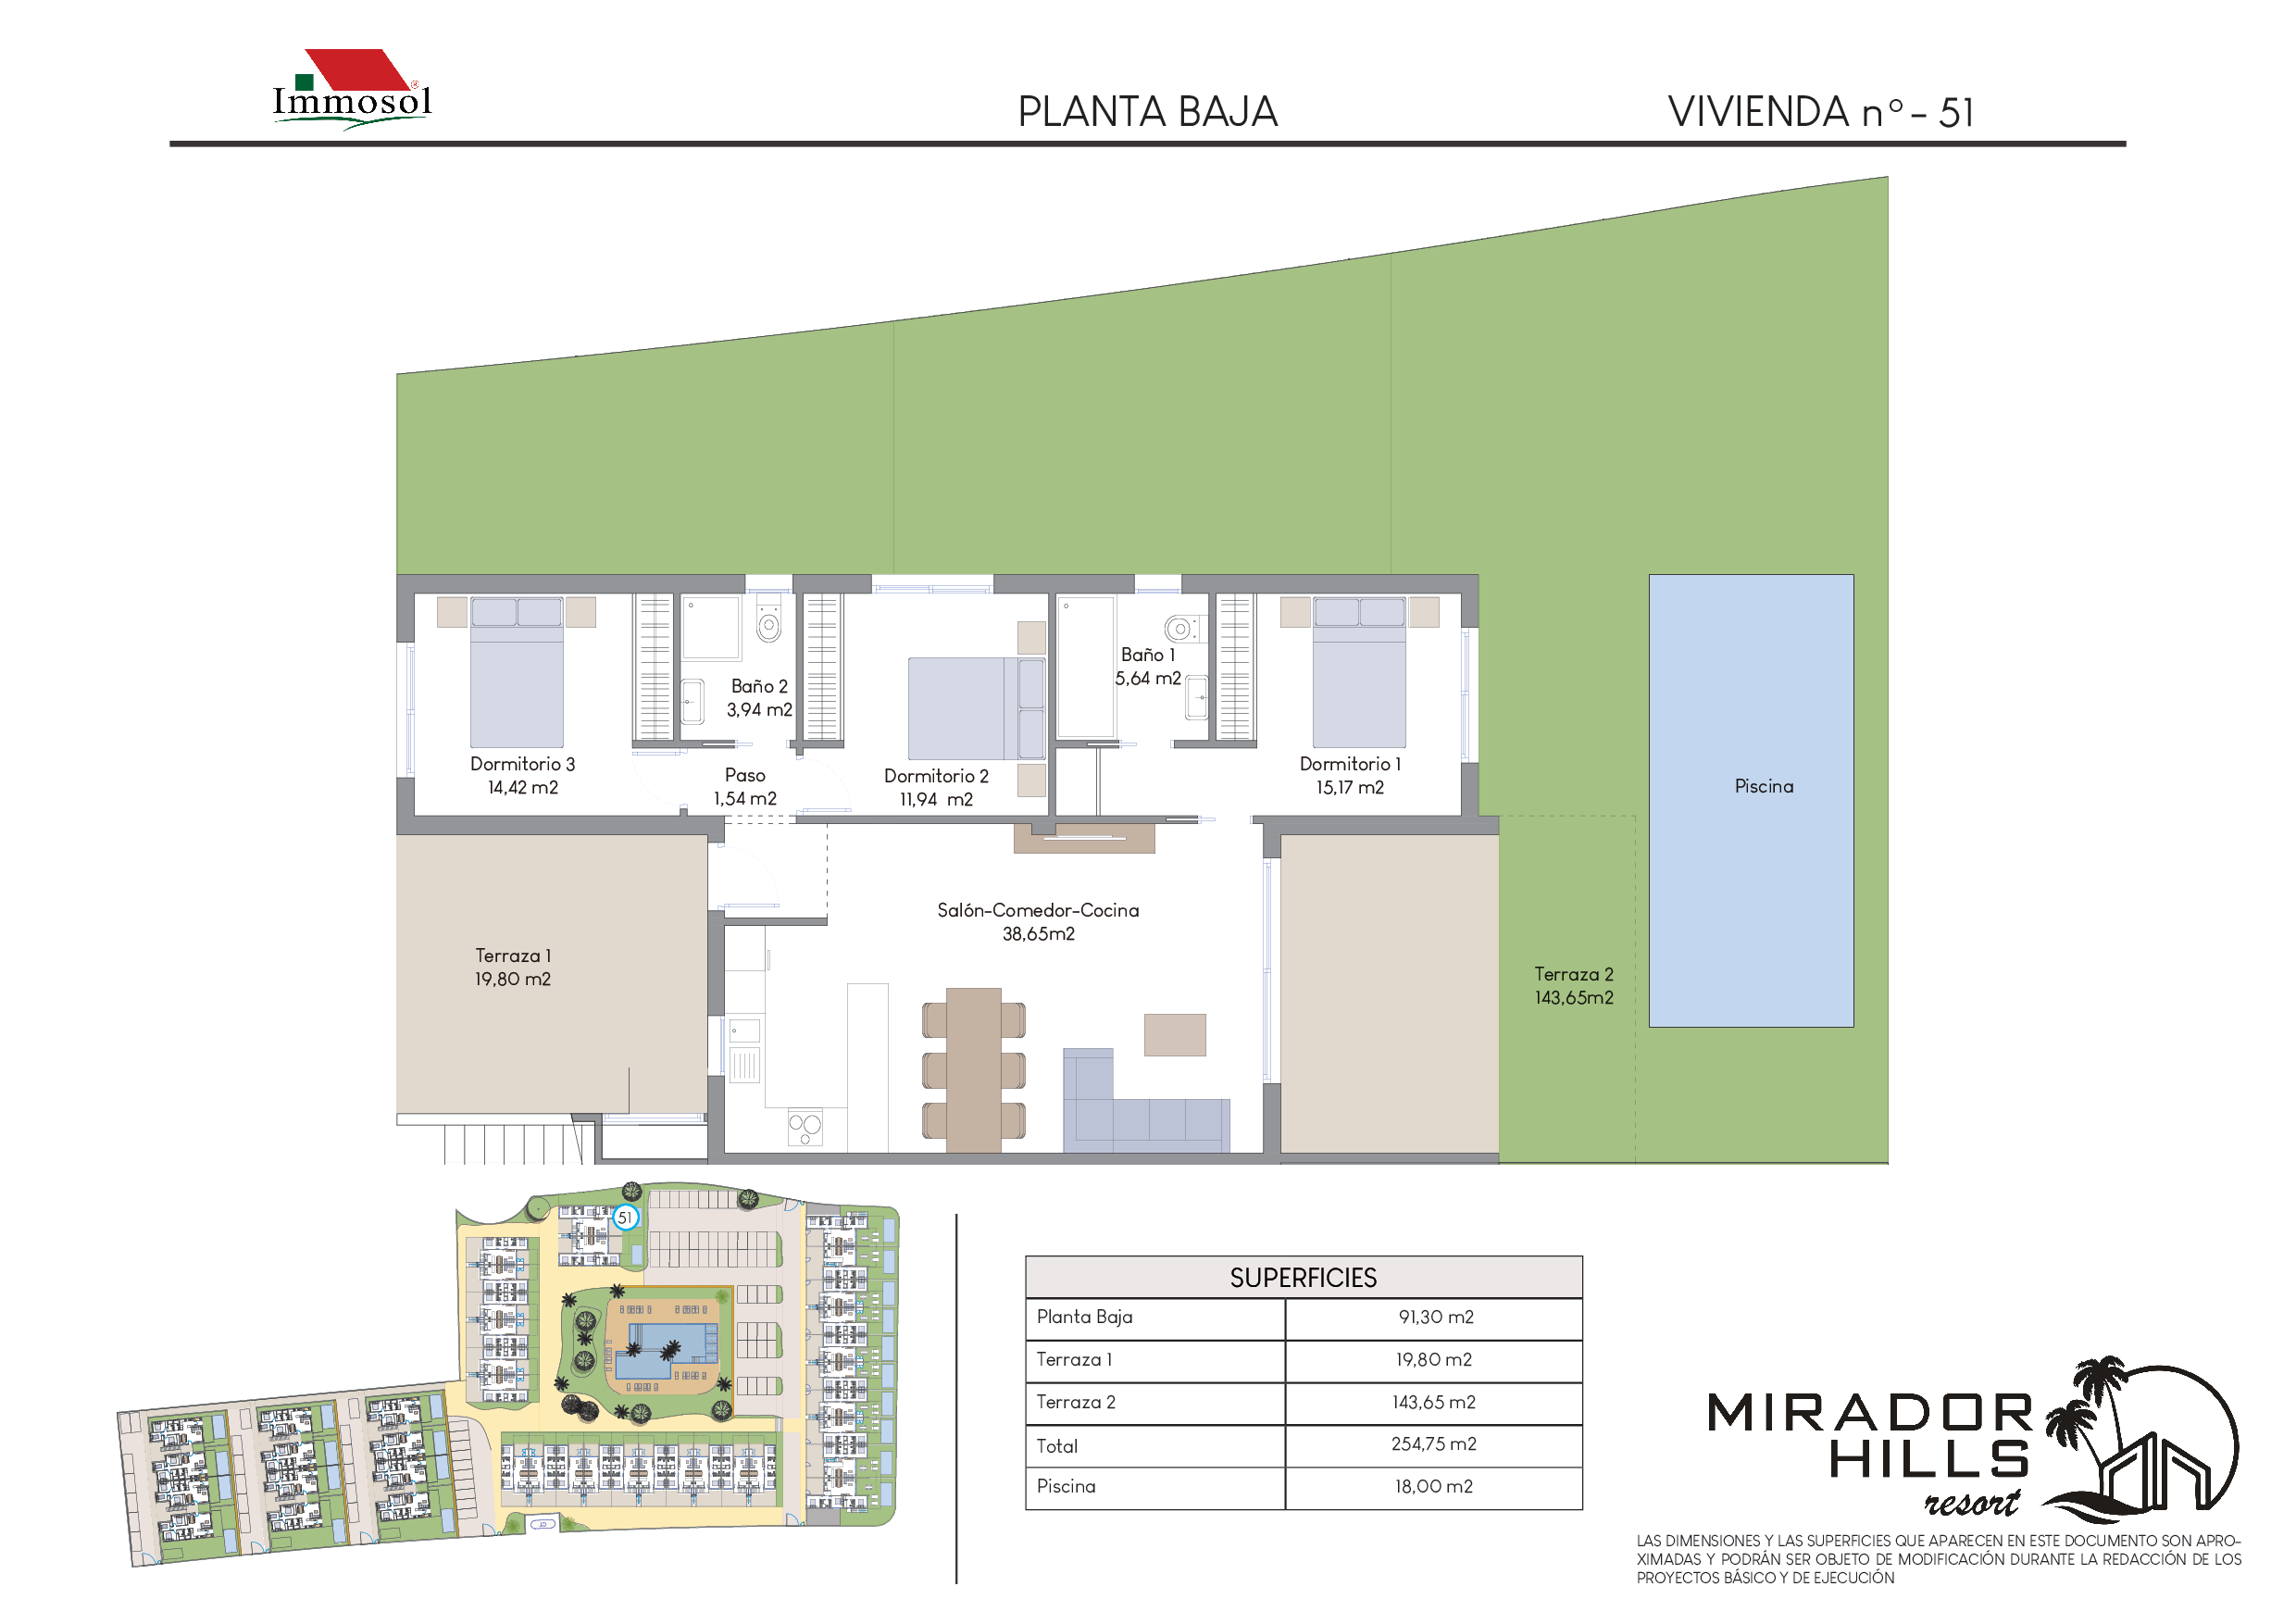 Immosol
PLANTA BAJA
VIVIENDA nº - 51
Baño 1
5,64 m2
Baño 2
3,94 m2
Dormitorio 3
14,42 m2
Paso
1,54 m2
Dormitorio 2
11,94 m2
Dormitorio 1
15,17 m2
Piscina
Salón-Comedor-Cocina
38,65m2
Terraza 1
19,80 m2
Terraza 2
143,65m2
51
SUPERFICIES
Planta Baja 91,30 m2
Terraza 1 19,80 m2
Terraza 2 143,65 m2
Total 254,75 m2
Piscina 18,00 m2
MIRADOR
HILLS
resort
LAS DIMENSIONES Y LAS SUPERFICIES QUE APARECEN EN ESTE DOCUMENTO SON APRO-
XIMADAS Y PODRÁN SER OBJETO DE MODIFICACIÓN DURANTE LA REDACCIÓN DE LOS
PROYECTOS BÁSICO Y DE EJECUCIÓN